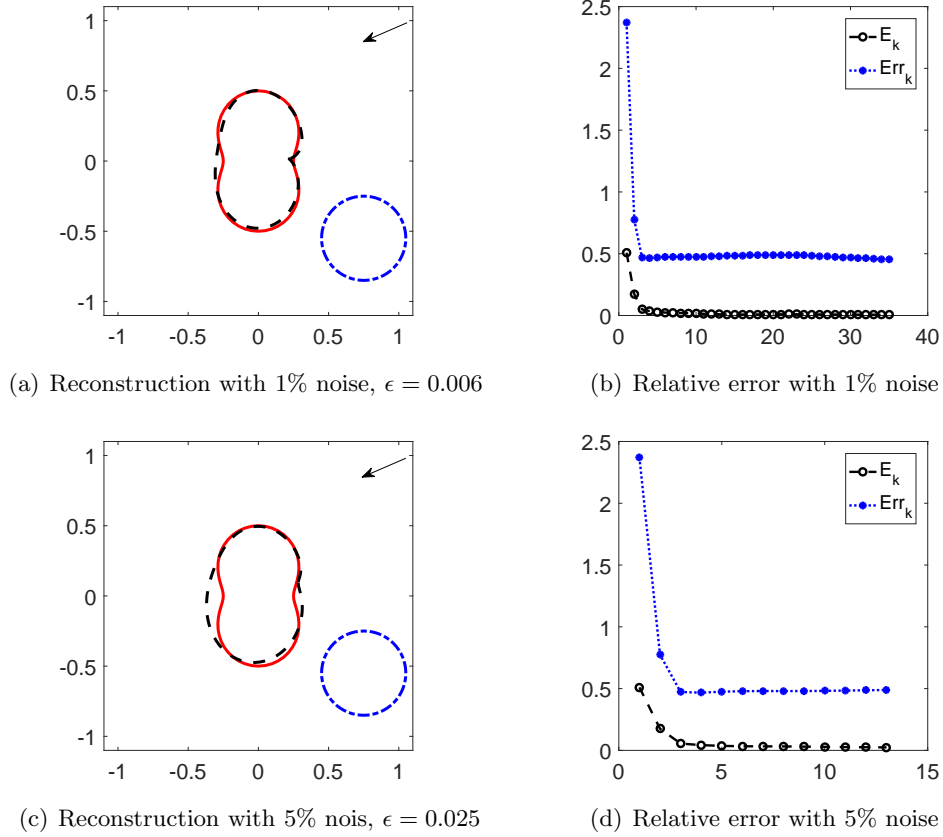 1
0.5
0
-0.5
-1
-1 -0.5 0 0.5 1
2.5
2
1.5
1
0.5
0
0 10 20 30 40
E_k
Err_k
(a) Reconstruction with 1% noise, ϵ = 0.006
(b) Relative error with 1% noise
1
0.5
0
-0.5
-1
-1 -0.5 0 0.5 1
2.5
2
1.5
1
0.5
0
0 5 10 15
E_k
Err_k
(c) Reconstruction with 5% nois, ϵ = 0.025
(d) Relative error with 5% noise